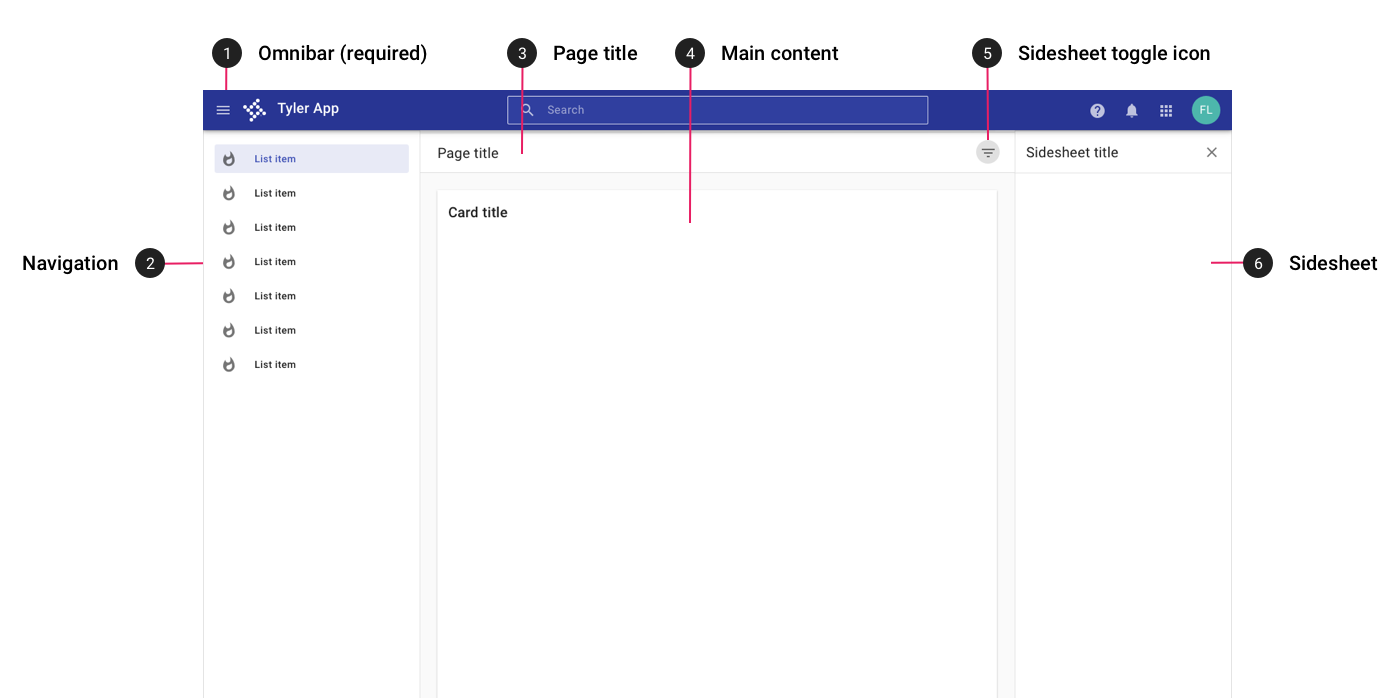 1 Omnibar (required)
3 Page title
4 Main content
5 Sidesheet toggle icon
Tyler App
Search
? FL
List item
List item
List item
List item
List item
List item
List item
Page title
Card title
Sidesheet title
Navigation 2
6 Sidesheet